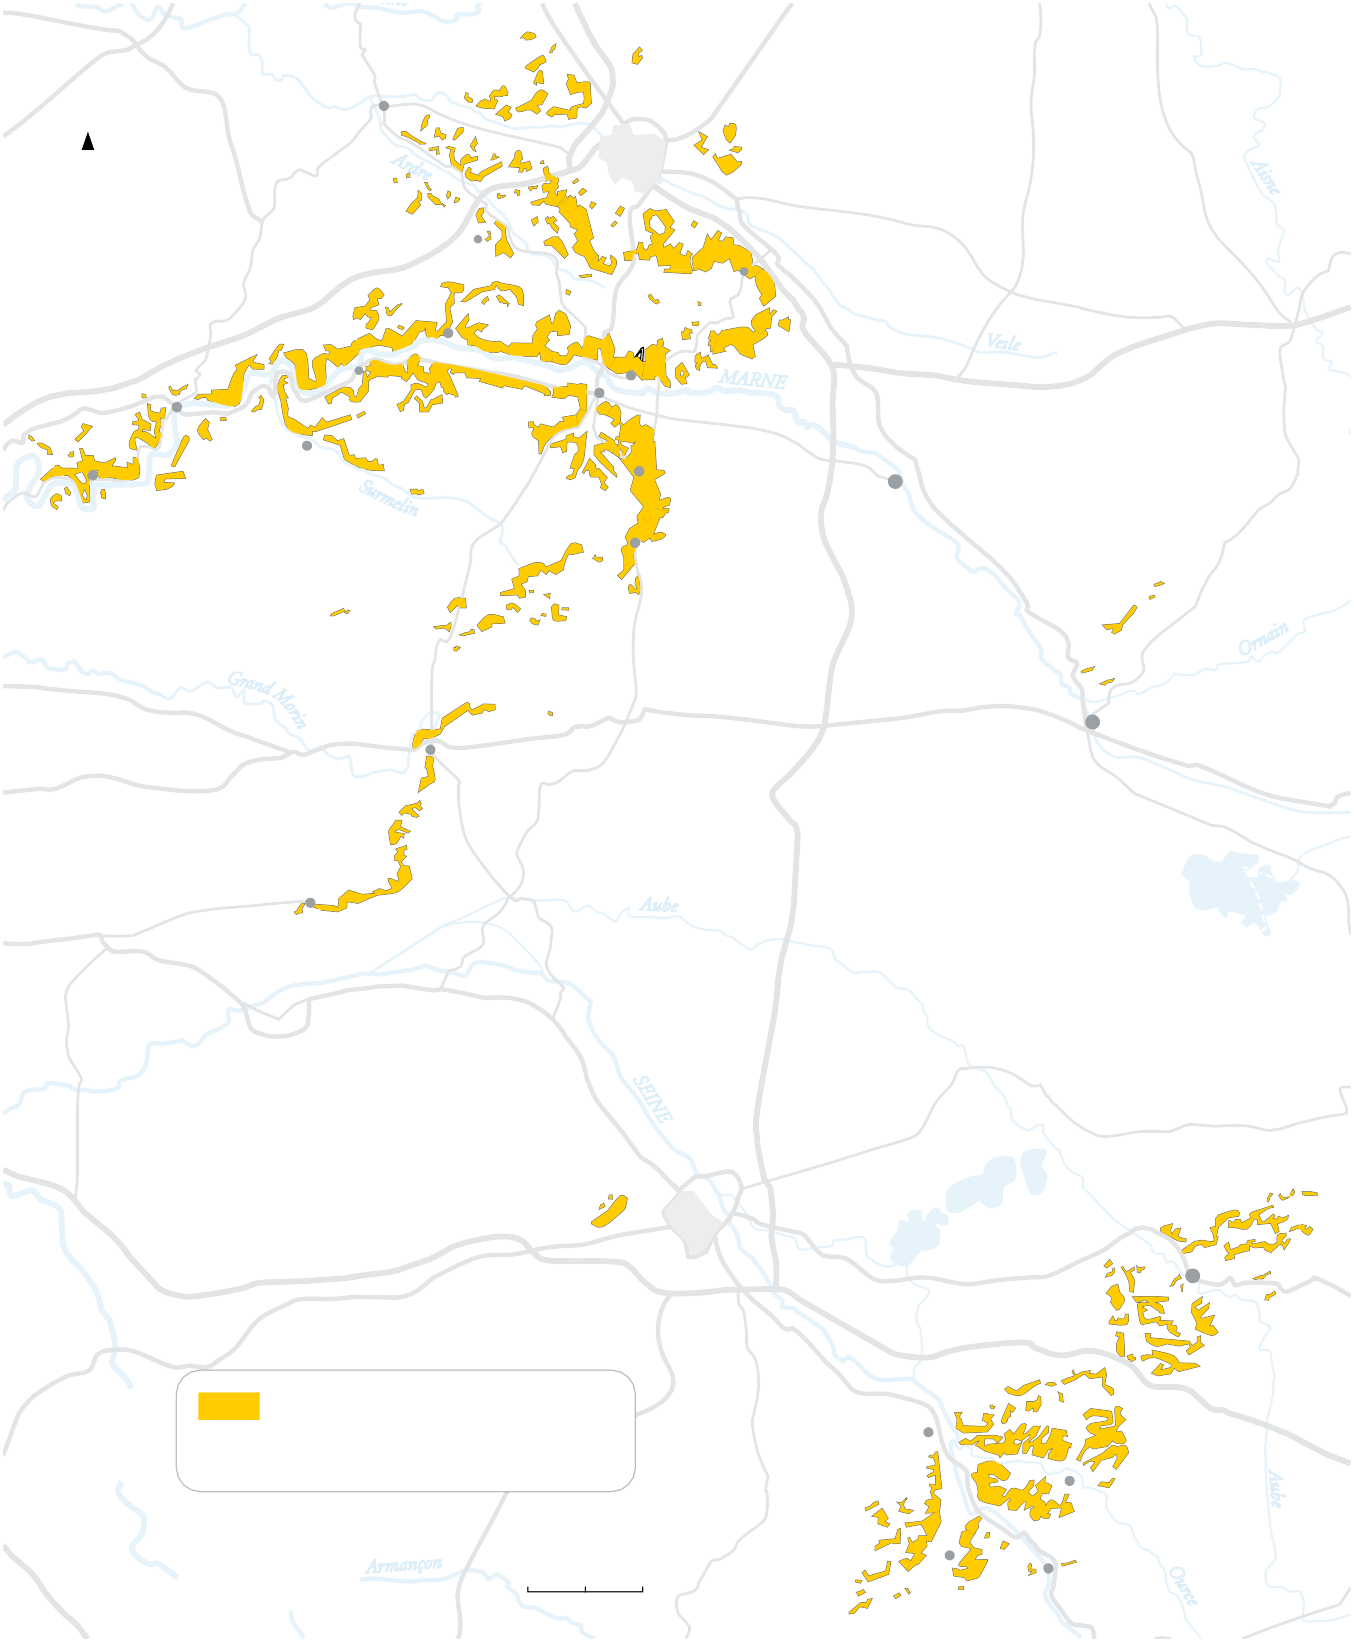 Ardre
Aisne
Vesle
MARNE
Surmelin
Ornain
Grand Morin
Aube
SEINE
Aube
Armançon
Ource